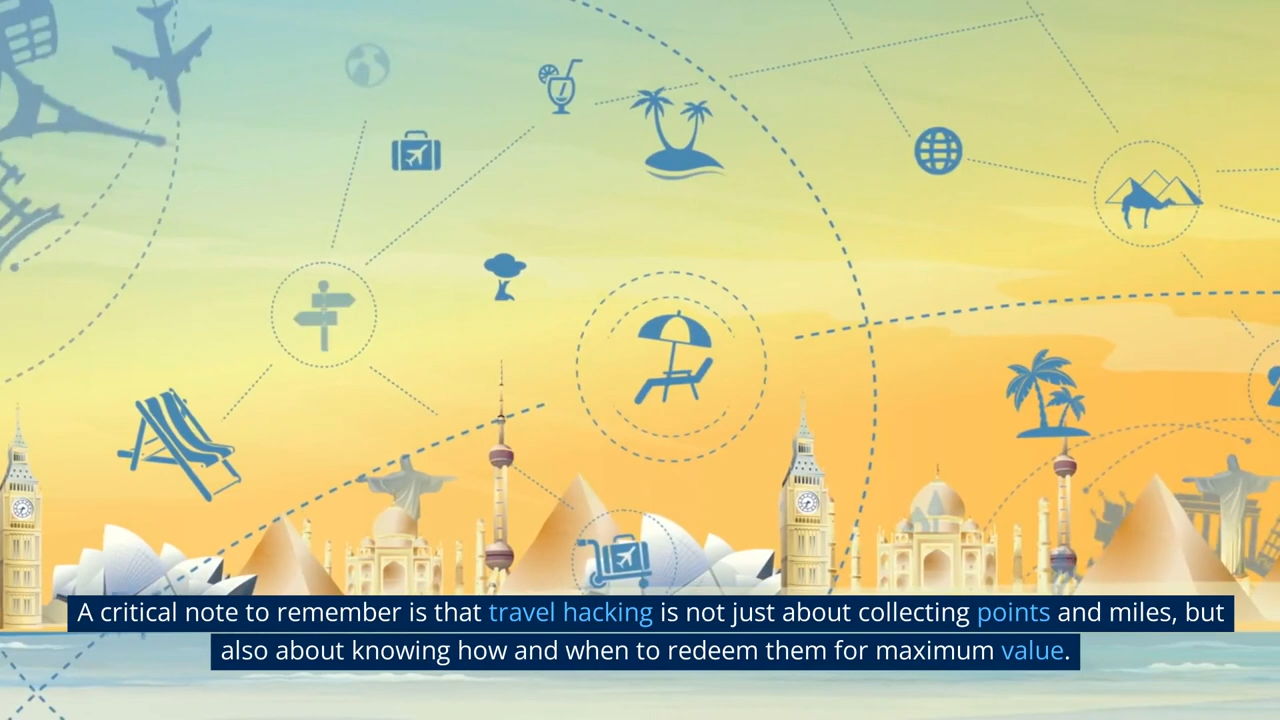 A critical note to remember is that travel hacking is not just about collecting points and miles, but
also about knowing how and when to redeem them for maximum value.